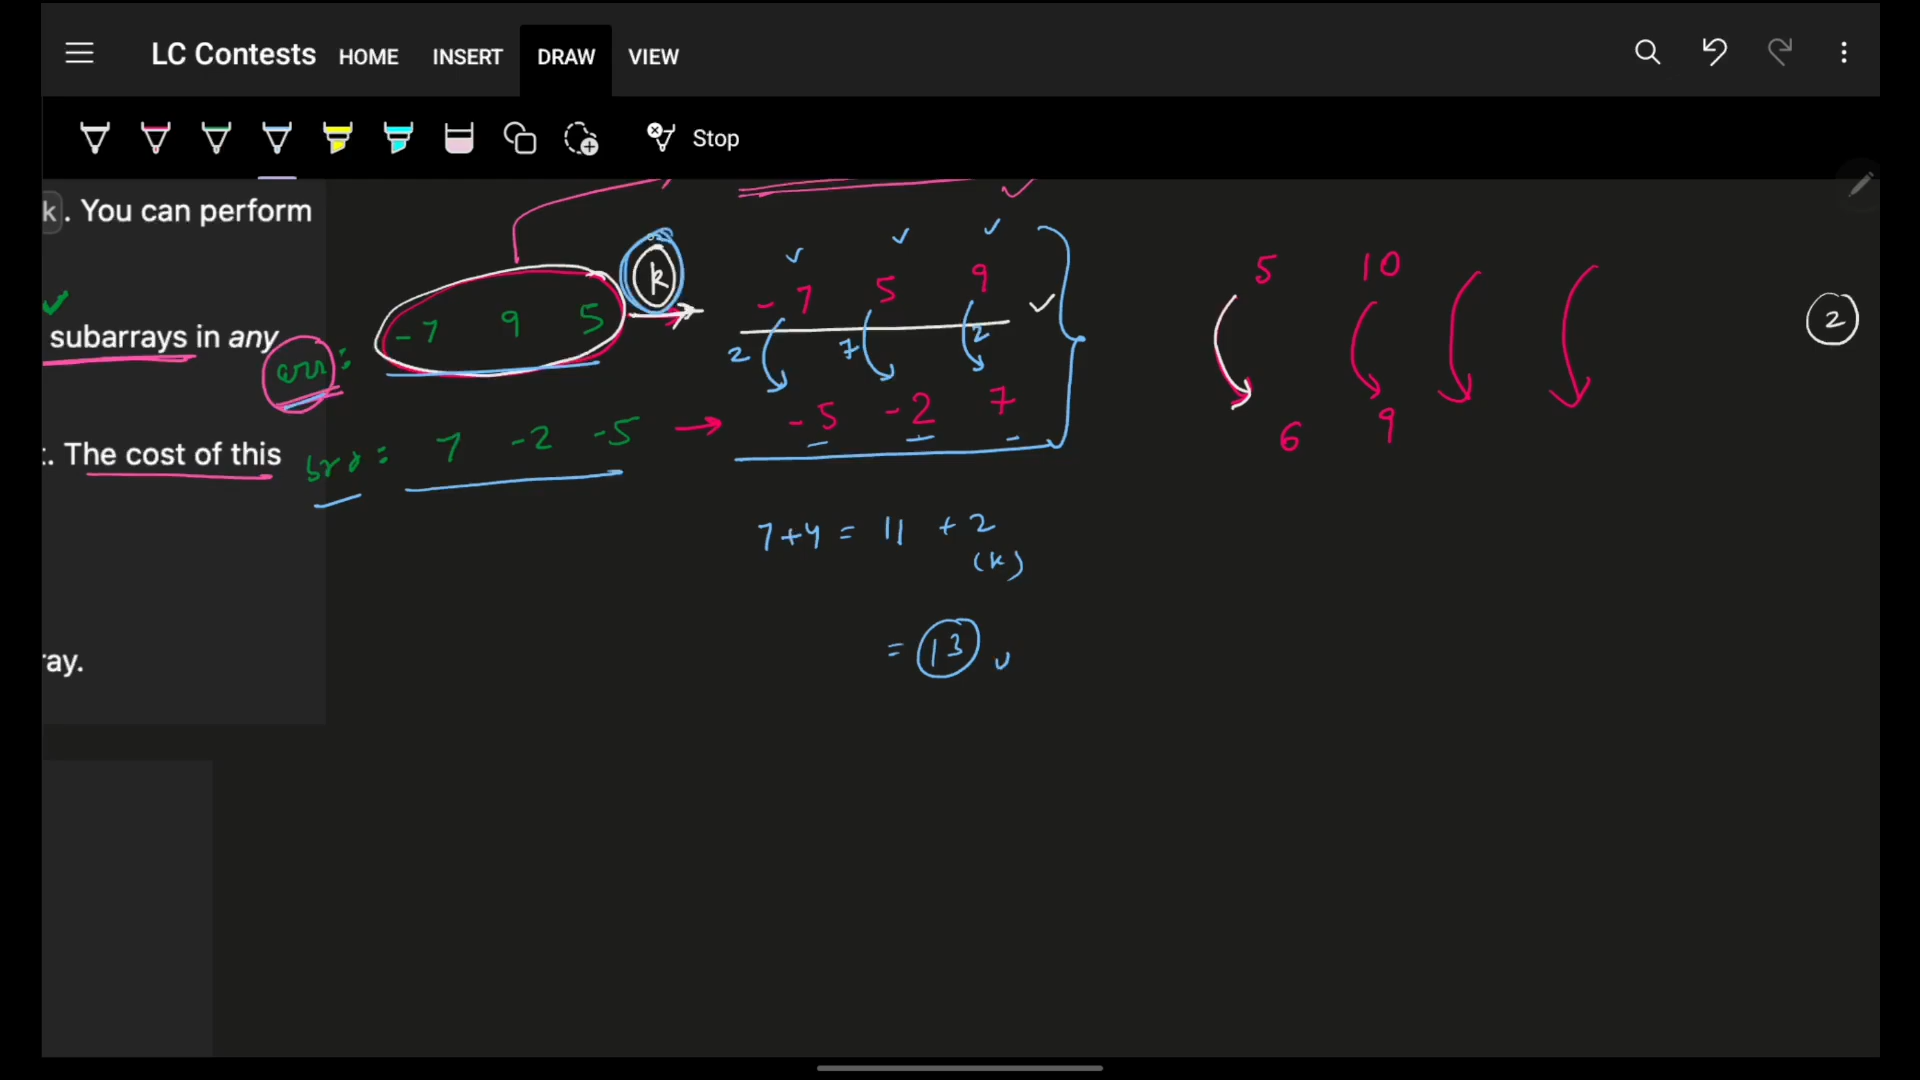 LC Contests HOME INSERT DRAW VIEW
Stop
k. You can perform
subarrays in any
. The cost of this
ray.
arr: -7 9 5
k
-7 5 9
2 7 2
brr: 7 -2 -5
-5 -2 7
7+4 = 11 + 2
(k)
= 13
5 10
6 9
2